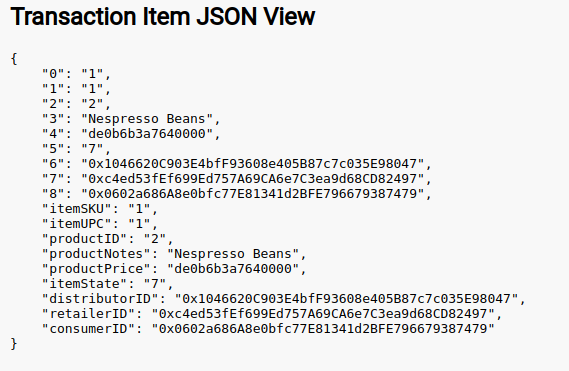 Transaction Item JSON View
{
    "0": "1",
    "1": "1",
    "2": "2",
    "3": "Nespresso Beans",
    "4": "de0b6b3a7640000",
    "5": "7",
    "6": "0x1046620C903E4bfF93608e405B87c7c035E98047",
    "7": "0xc4ed53fEf699Ed757A69CA6e7C3ea9d68CD82497",
    "8": "0x0602a686A8e0bfc77E81341d2BFE796679387479",
    "itemSKU": "1",
    "itemUPC": "1",
    "productID": "2",
    "productNotes": "Nespresso Beans",
    "productPrice": "de0b6b3a7640000",
    "itemState": "7",
    "distributorID": "0x1046620C903E4bfF93608e405B87c7c035E98047",
    "retailerID": "0xc4ed53fEf699Ed757A69CA6e7C3ea9d68CD82497",
    "consumerID": "0x0602a686A8e0bfc77E81341d2BFE796679387479"
}